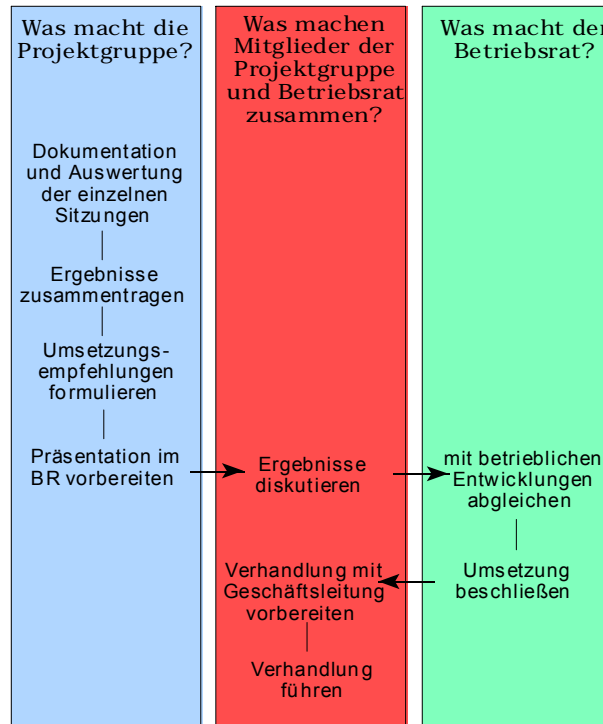 Was macht die
Projektgruppe?
Dokumentation
und Auswertung
der einzelnen
Sitzungen
Ergebnisse
zusammentragen
Umsetzungs-
empfehlungen
formulieren
Präsentation im
BR vorbereiten
Was machen
Mitglieder der
Projektgruppe
und Betriebsrat
zusammen?
Ergebnisse
diskutieren
Verhandlung mit
Geschäftsleitung
vorbereiten
Verhandlung
führen
Was macht der
Betriebsrat?
mit betrieblichen
Entwicklungen
abgleichen
Umsetzung
beschließen